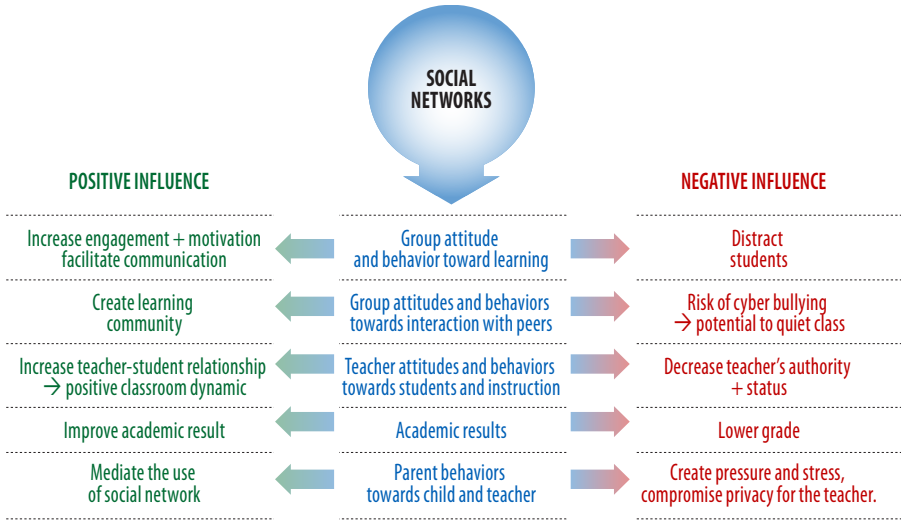 SOCIAL
NETWORKS
POSITIVE INFLUENCE
NEGATIVE INFLUENCE
Increase engagement + motivation
facilitate communication
Group attitude
and behavior toward learning
Distract
students
Create learning
community
Group attitudes and behaviors
towards interaction with peers
Risk of cyber bullying
→ potential to quiet class
Increase teacher-student relationship
→ positive classroom dynamic
Teacher attitudes and behaviors
towards students and instruction
Decrease teacher’s authority
+ status
Improve academic result
Academic results
Lower grade
Mediate the use
of social network
Parent behaviors
towards child and teacher
Create pressure and stress,
compromise privacy for the teacher.